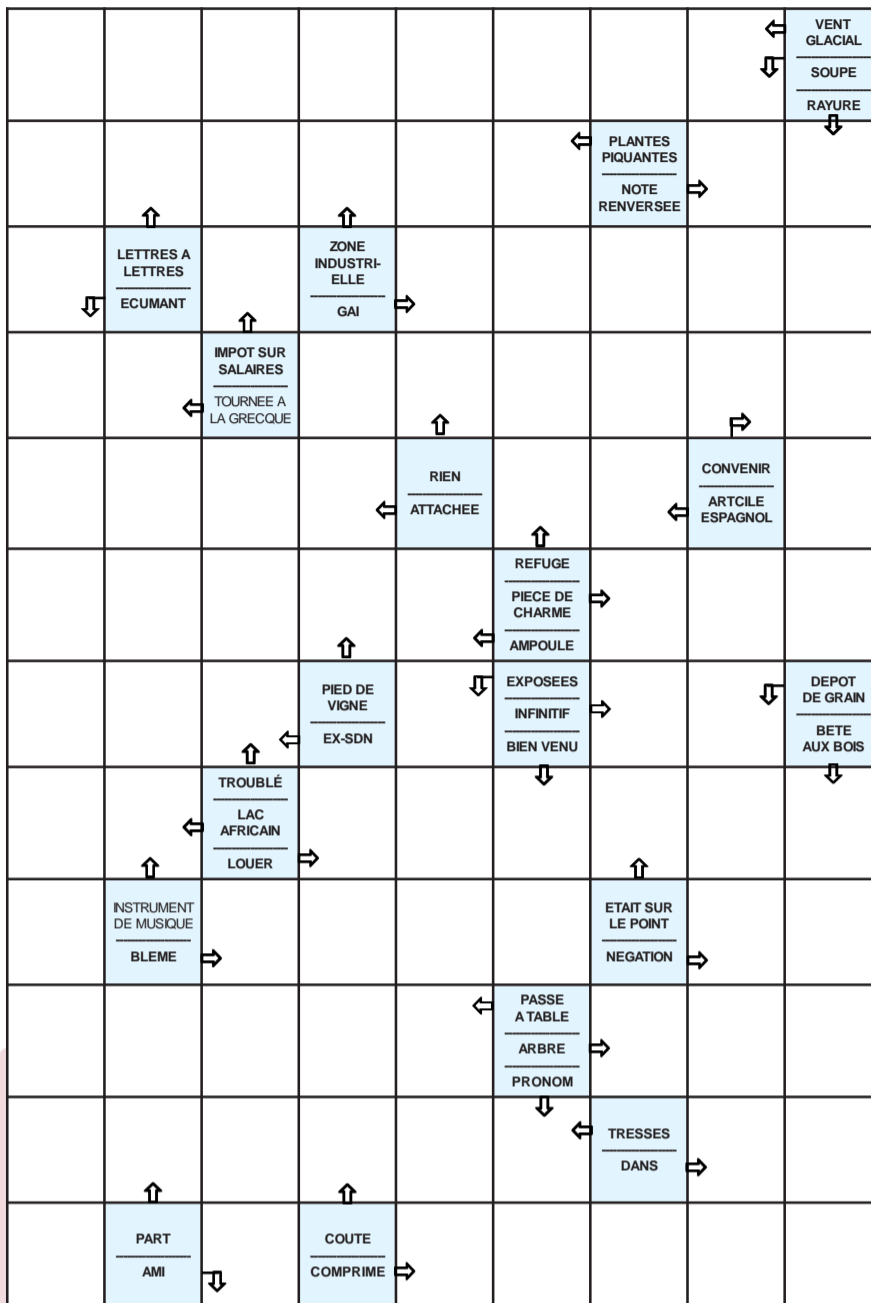 VENT
GLACIAL
SOUPE
RAYURE
PLANTES
PIQUANTES
NOTE
RENVERSEE
LETTRES A
LETTRES
ECUMANT
ZONE
INDUSTRI-
ELLE
GAI
IMPOT SUR
SALAIRES
TOURNEE A
LA GRECQUE
RIEN
ATTACHEE
CONVENIR
ARTCILE
ESPAGNOL
REFUGE
PIECE DE
CHARME
AMPOULE
PIED DE
VIGNE
EX-SDN
EXPOSEES
INFINITIF
BIEN VENU
DEPOT
DE GRAIN
BETE
AUX BOIS
TROUBLÉ
LAC
AFRICAIN
LOUER
INSTRUMENT
DE MUSIQUE
BLEME
ETAIT SUR
LE POINT
NEGATION
PASSE
A TABLE
ARBRE
PRONOM
TRESSES
DANS
PART
AMI
COUTE
COMPRIME